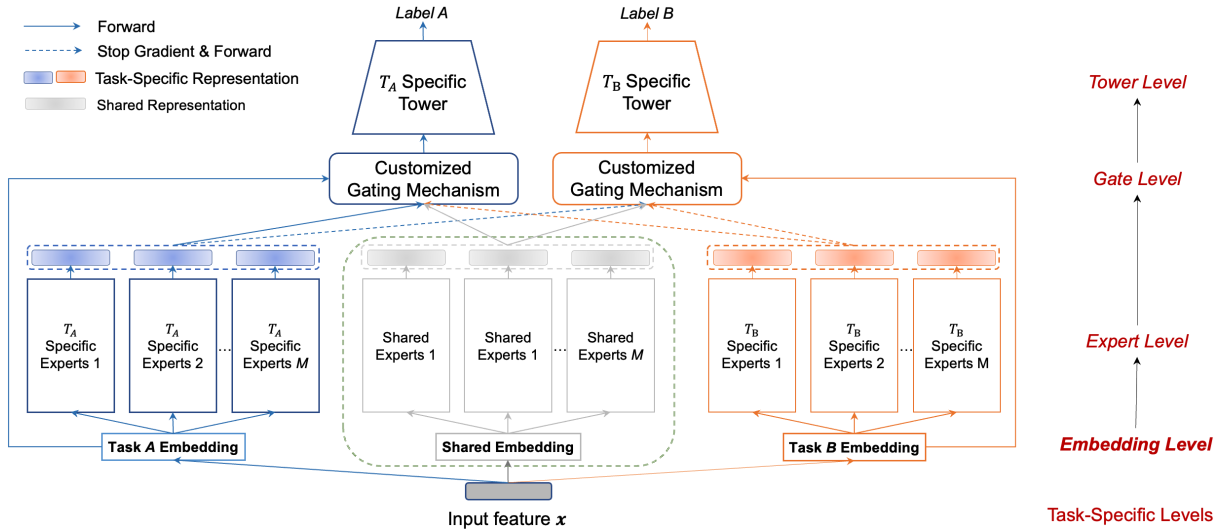 Forward
Stop Gradient & Forward
Task-Specific Representation
Shared Representation
Label A
Label B
T_A Specific
Tower
T_B Specific
Tower
Customized
Gating Mechanism
Customized
Gating Mechanism
T_A
Specific
Experts 1
T_A
Specific
Experts 2
...
T_A
Specific
Experts M
Shared
Experts 1
Shared
Experts 1
...
Shared
Experts M
T_B
Specific
Experts 1
T_B
Specific
Experts 2
...
T_B
Specific
Experts M
Task A Embedding
Shared Embedding
Task B Embedding
Input feature x
Tower Level
Gate Level
Expert Level
Embedding Level
Task-Specific Levels